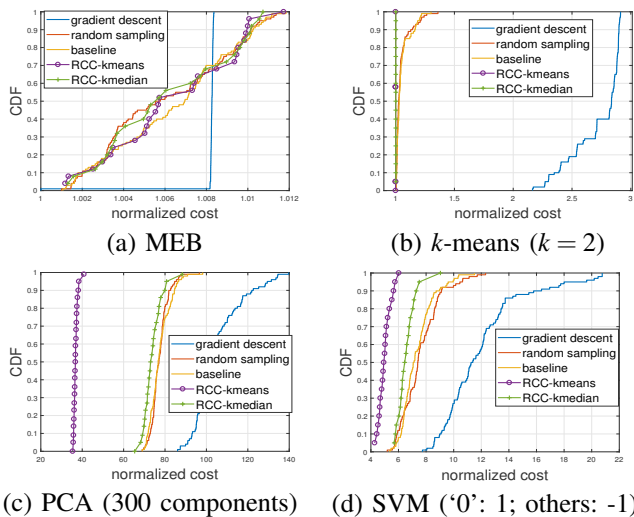 CDF
1
0.9
0.8
0.7
0.6
0.5
0.4
0.3
0.2
0.1
0
gradient descent
random sampling
baseline
RCC-kmeans
RCC-kmedian
1 1.002 1.004 1.006 1.008 1.01 1.012
normalized cost
(a) MEB
CDF
1
0.9
0.8
0.7
0.6
0.5
0.4
0.3
0.2
0.1
0
gradient descent
random sampling
baseline
RCC-kmeans
RCC-kmedian
1 1.5 2 2.5 3
normalized cost
(b) k-means (k = 2)
CDF
1
0.9
0.8
0.7
0.6
0.5
0.4
0.3
0.2
0.1
0
gradient descent
random sampling
baseline
RCC-kmeans
RCC-kmedian
20 40 60 80 100 120 140
normalized cost
(c) PCA (300 components)
CDF
1
0.9
0.8
0.7
0.6
0.5
0.4
0.3
0.2
0.1
0
gradient descent
random sampling
baseline
RCC-kmeans
RCC-kmedian
4 6 8 10 12 14 16 18 20 22
normalized cost
(d) SVM (‘0’: 1; others: -1)